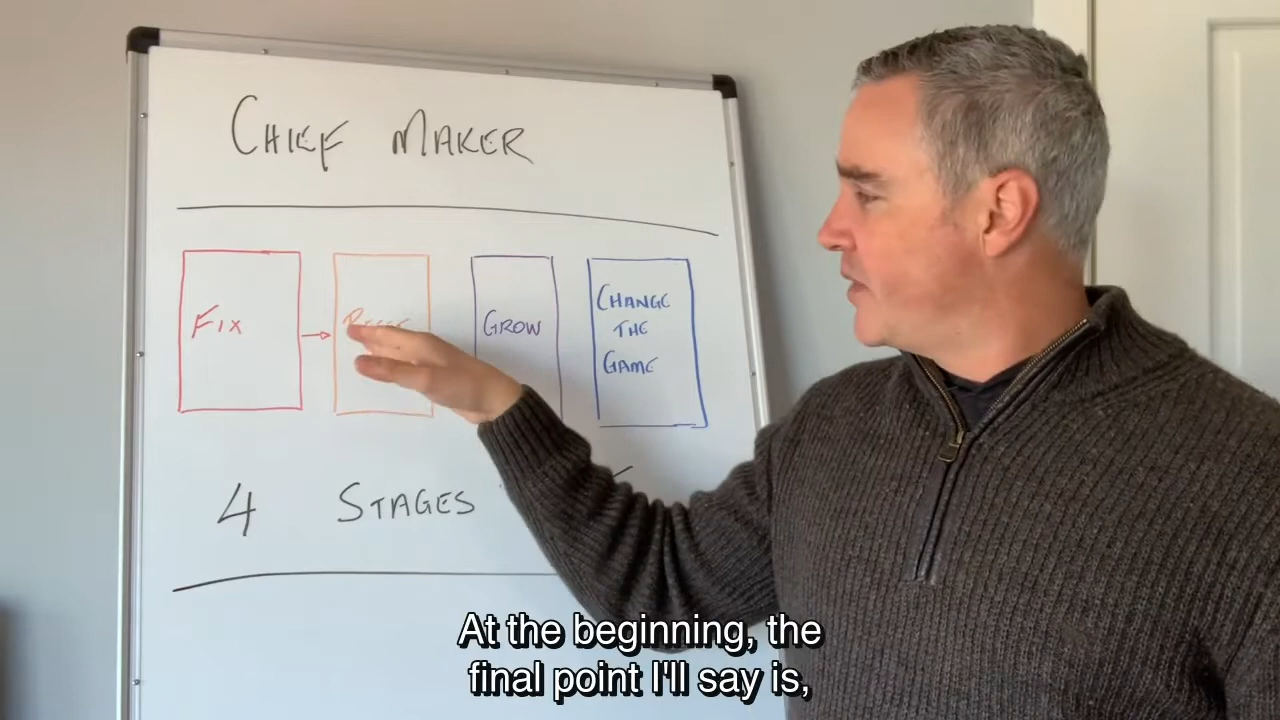 CHIEF MAKER
FIX
GROW
CHANGE
THE
GAME
4 STAGES
At the beginning, the
final point I'll say is,